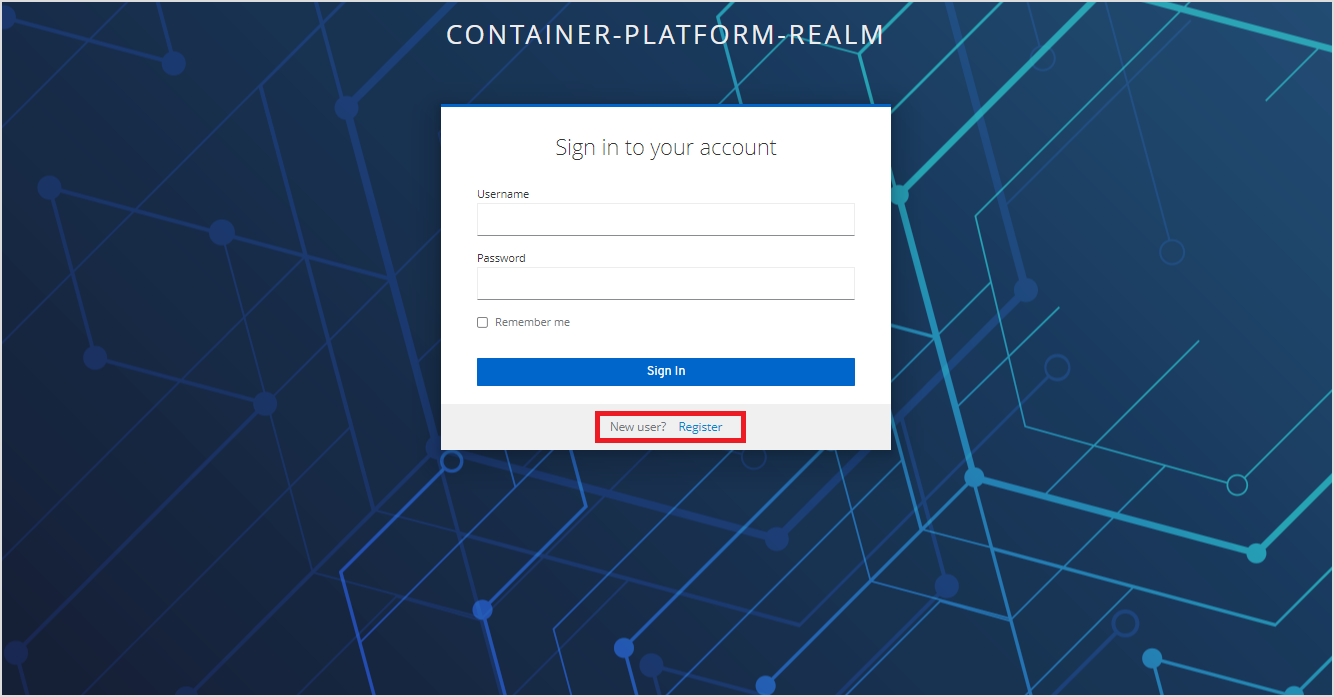 CONTAINER-PLATFORM-REALM
Sign in to your account
Username
Password
Remember me
Sign In
New user? Register